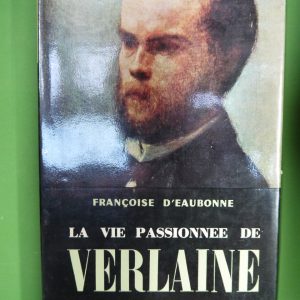 FRANÇOISE D'EAUBONNE
LA VIE PASSIONNEE DE
VERLAINE